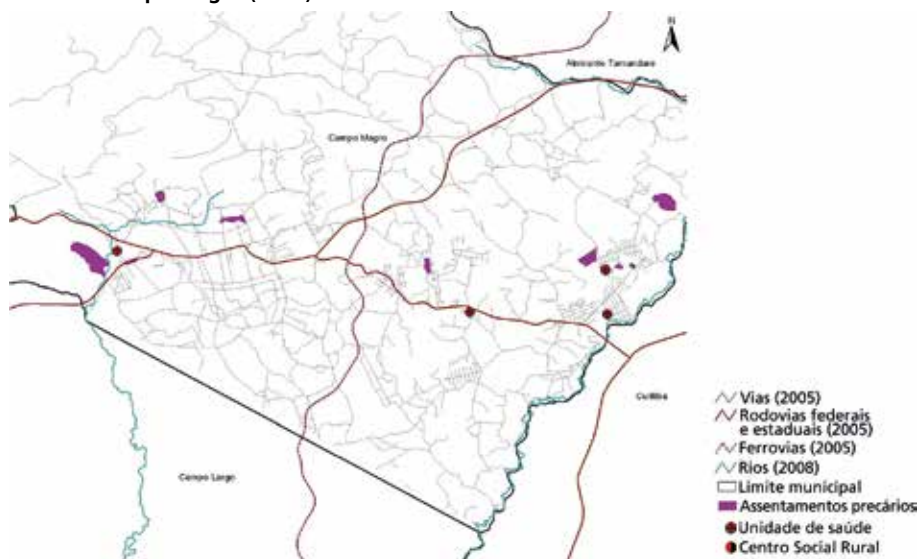 N
Almirante Tamandaré
Campo Magro
Curitiba
Campo Largo
Vias (2005)
Rodovias federais
e estaduais (2005)
Ferrovias (2005)
Rios (2008)
Limite municipal
Assentamentos precários
Unidade de saúde
Centro Social Rural